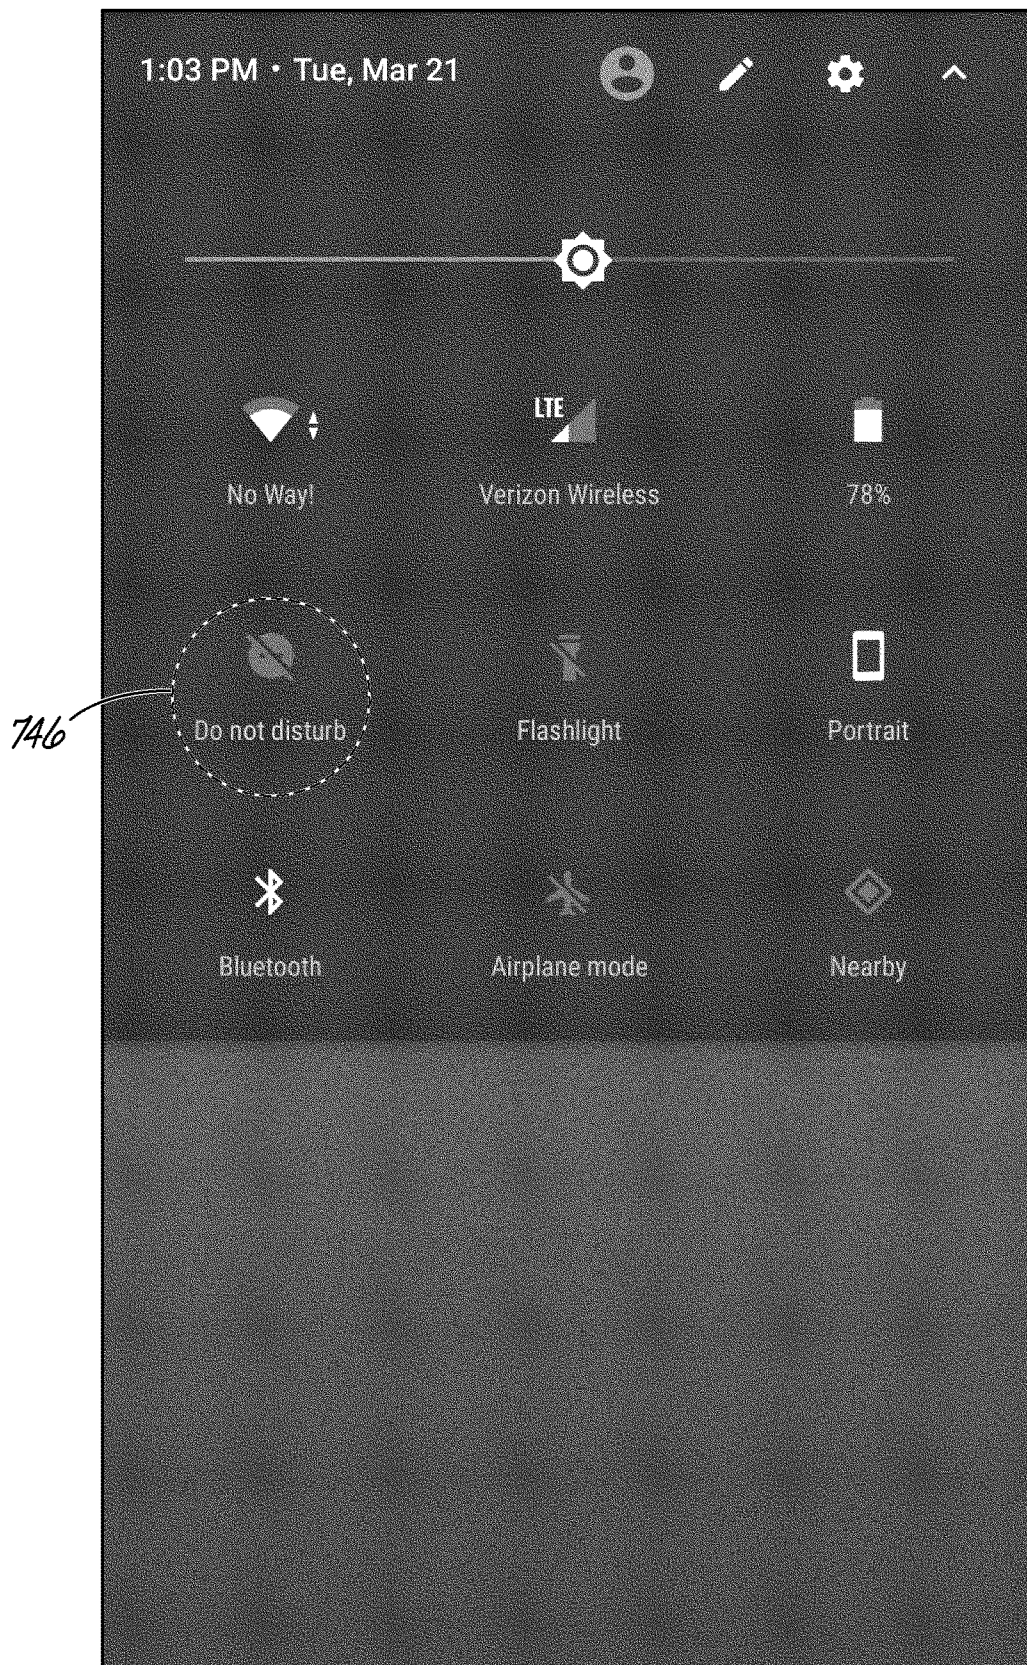 1:03 PM • Tue, Mar 21
LTE
No Way!
Verizon Wireless
78%
746
Do not disturb
Flashlight
Portrait
Bluetooth
Airplane mode
Nearby